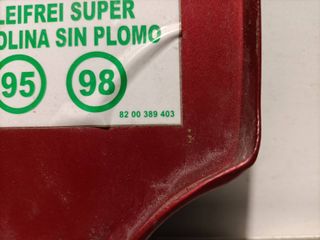 LEIFREI SUPER
OLINA SIN PLOMO
95 98
82 00 389 403